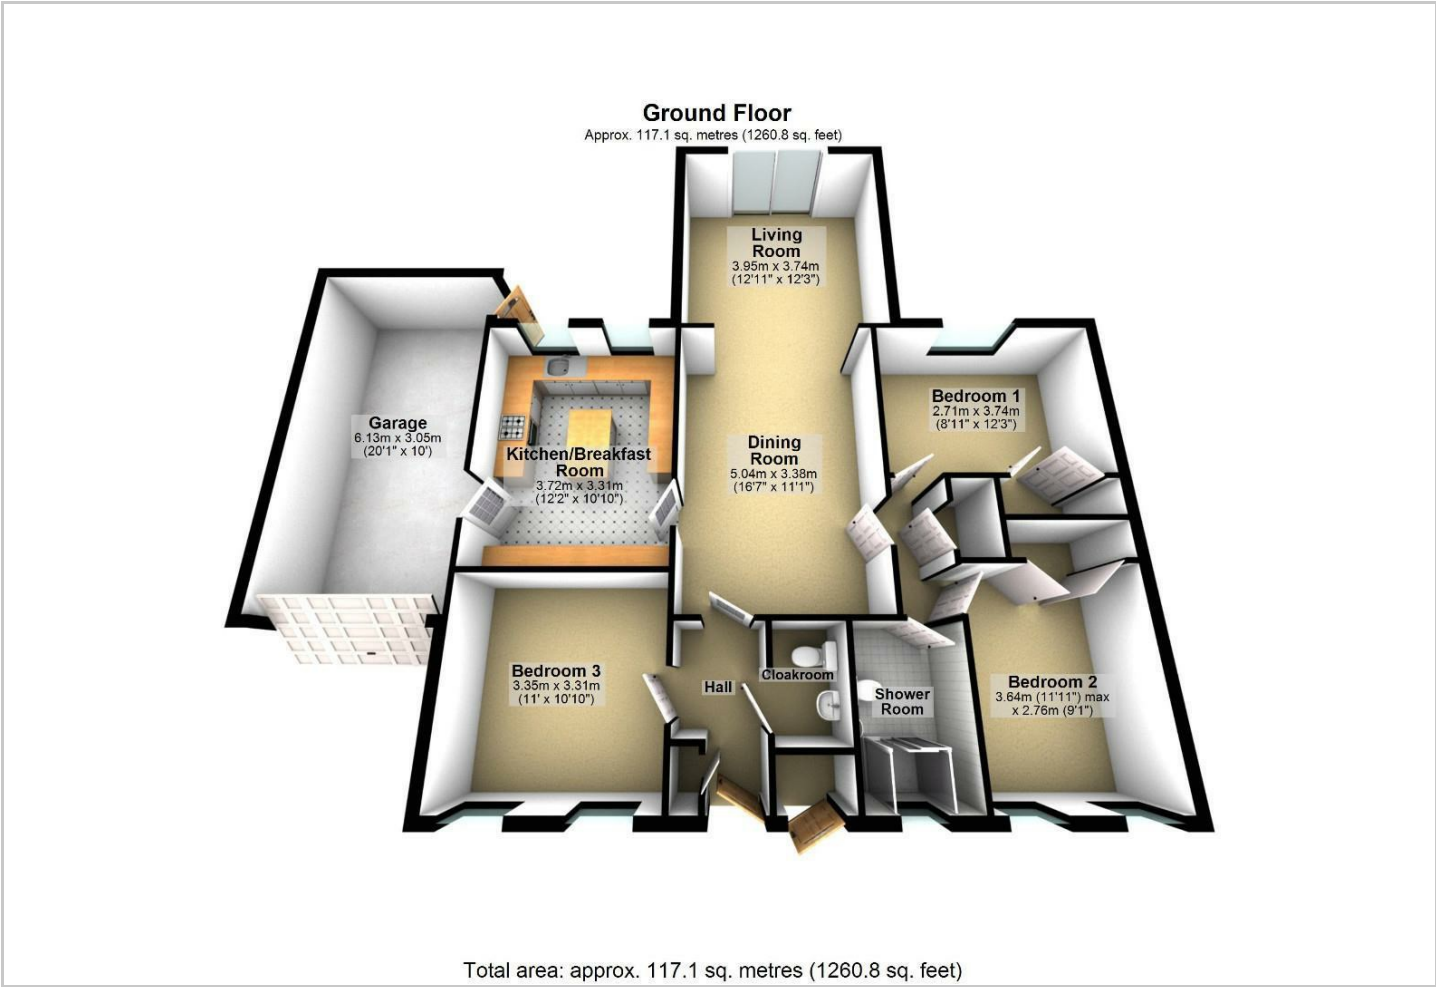 Ground Floor
Approx. 117.1 sq. metres (1260.8 sq. feet)
Living
Room
3.95m x 3.74m
(12'11" x 12'3")
Garage
6.13m x 3.05m
(20'1" x 10')
Kitchen/Breakfast
Room
3.72m x 3.31m
(12'2" x 10'10")
Dining
Room
5.04m x 3.38m
(16'7" x 11'1")
Bedroom 1
2.71m x 3.74m
(8'11" x 12'3")
Bedroom 3
3.35m x 3.31m
(11' x 10'10")
Hall
Cloakroom
Shower
Room
Bedroom 2
3.64m (11'11") max
x 2.76m (9'1")
Total area: approx. 117.1 sq. metres (1260.8 sq. feet)